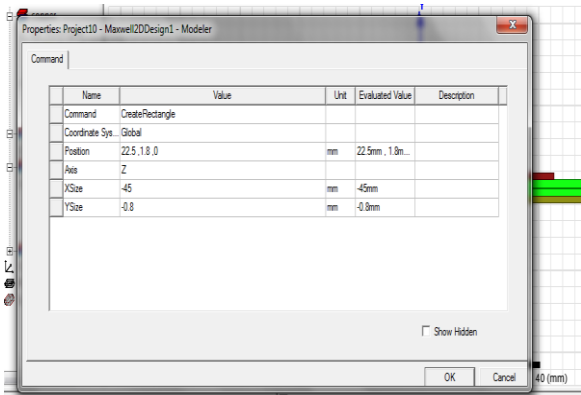 Properties: Project10 - Maxwell2DDesign1 - Modeler
Command
Name Value Unit Evaluated Value Description
Command CreateRectangle
Coordinate Sys... Global
Position 22.5 ,1.8 ,0 mm 22.5mm , 1.8m...
Axis Z
XSize -45 mm -45mm
YSize -0.8 mm -0.8mm
Show Hidden
OK Cancel
40 (mm)